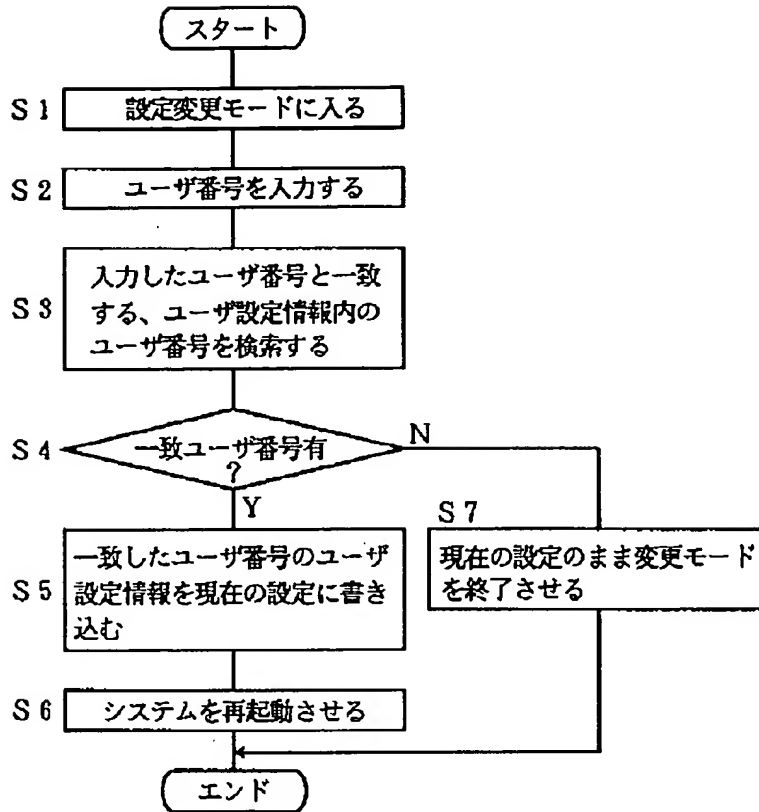 スタート
S1 設定変更モードに入る
S2 ユーザ番号を入力する
入力したユーザ番号と一致
S3 する、ユーザ設定情報内の
ユーザ番号を検索する
S4 一致ユーザ番号有 N
?
Y
S7
一致したユーザ番号のユーザ
S5 設定情報を現在の設定に書き
込む
現在の設定のまま変更モード
を終了させる
S6 システムを再起動させる
エンド